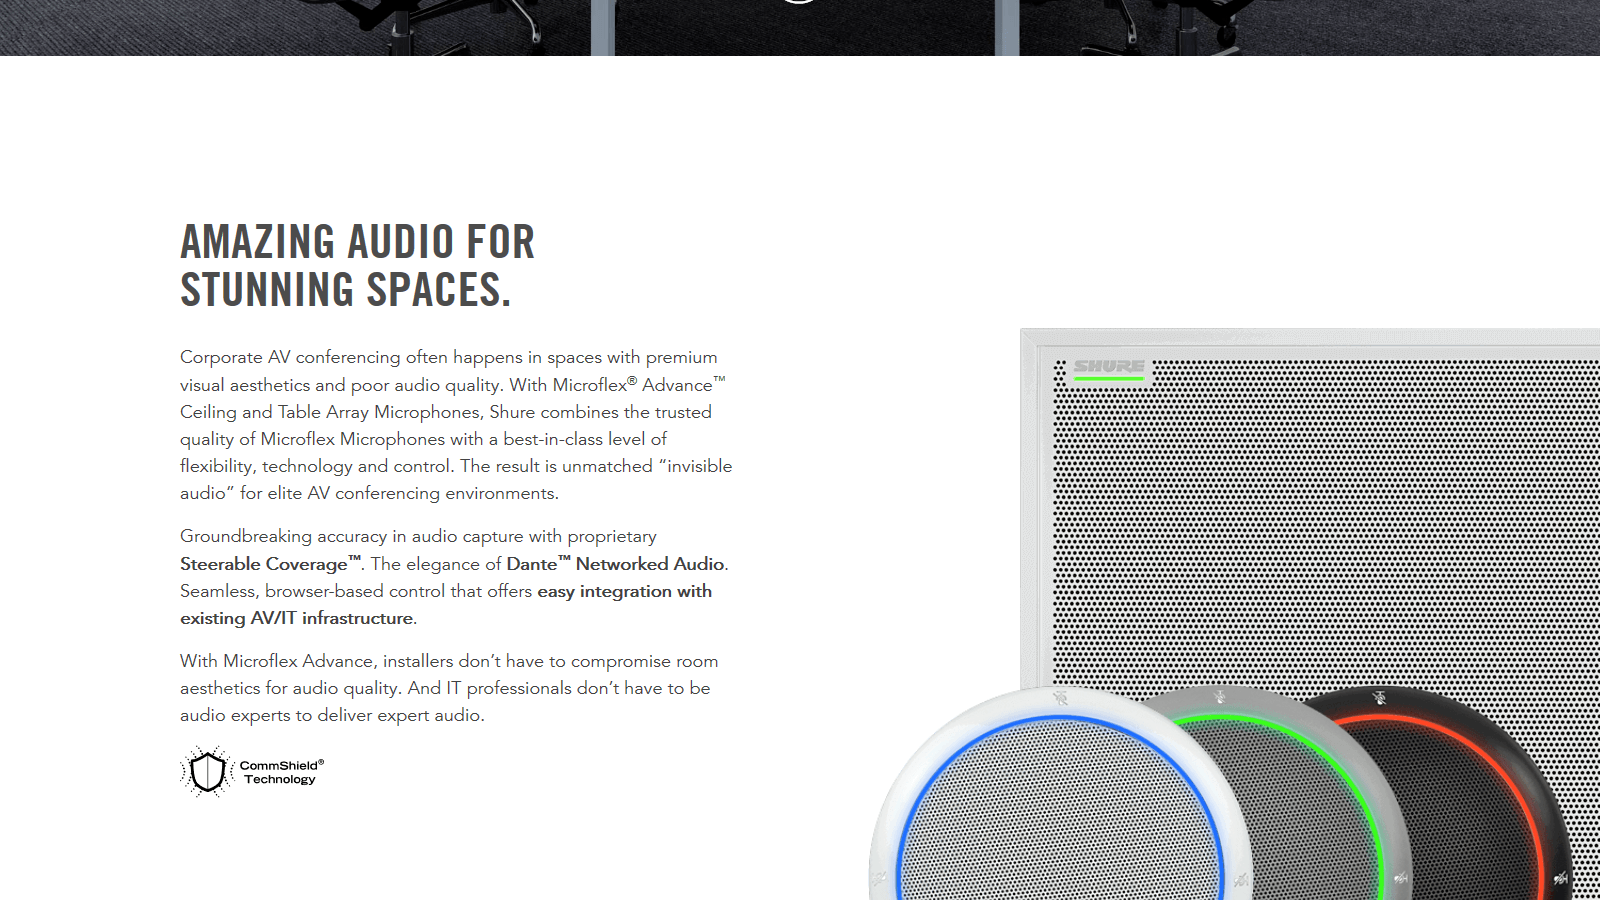 AMAZING AUDIO FOR
STUNNING SPACES.
Corporate AV conferencing often happens in spaces with premium
visual aesthetics and poor audio quality. With Microflex® Advance™
Ceiling and Table Array Microphones, Shure combines the trusted
quality of Microflex Microphones with a best-in-class level of
flexibility, technology and control. The result is unmatched “invisible
audio” for elite AV conferencing environments.
Groundbreaking accuracy in audio capture with proprietary
Steerable Coverage™. The elegance of Dante™ Networked Audio.
Seamless, browser-based control that offers easy integration with
existing AV/IT infrastructure.
With Microflex Advance, installers don’t have to compromise room
aesthetics for audio quality. And IT professionals don’t have to be
audio experts to deliver expert audio.
CommShield®
Technology
SHURE